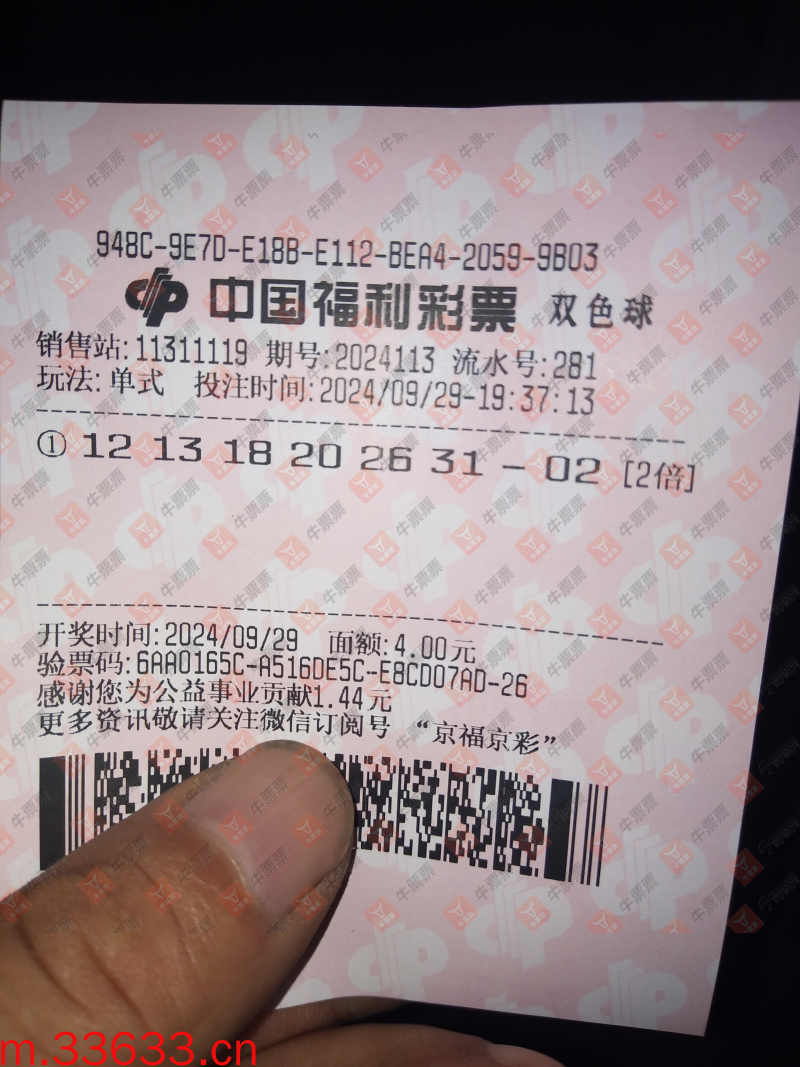 948C-9E7D-E18B-E112-BEA4-2059-9B03
中国福利彩票 双色球
销售站:11311119 期号:2024113 流水号:281
玩法:单式 投注时间:2024/09/29-19:37:13
① 12 13 18 20 26 31 - 02 [2倍]
开奖时间:2024/09/29 面额:4.00元
验票码:6AA0165C-A516DE5C-E8CD07AD-26
感谢您为公益事业贡献1.44元
更多资讯敬请关注微信订阅号 “京福京彩”
牛票票
m.33633.cn